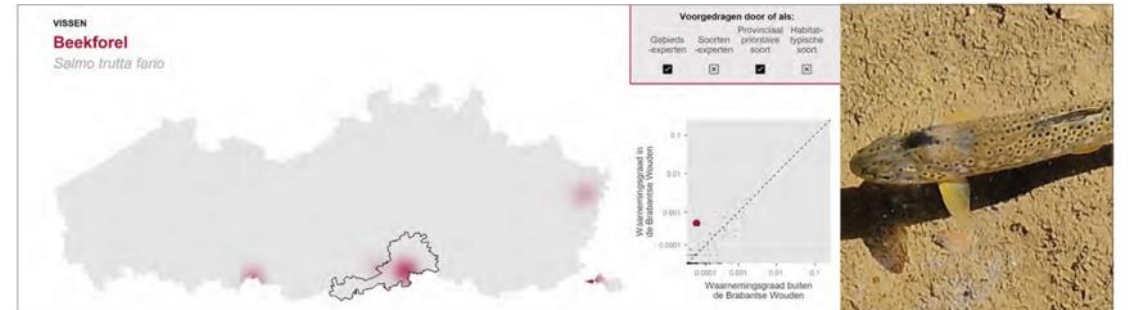 VISSEN
Beekforel
Salmo trutta fario
Voorgedragen door of als:
Gebieds
-experten
Soorten
-experten
Provinciaal
prioritaire
soort
Habitat-
typische
soort
Waarnemingsgraad in
de Brabantse Wouden
0.1
0.01
0.001
0.0001
0.0001 0.001 0.01 0.1
Waarnemingsgraad buiten
de Brabantse Wouden